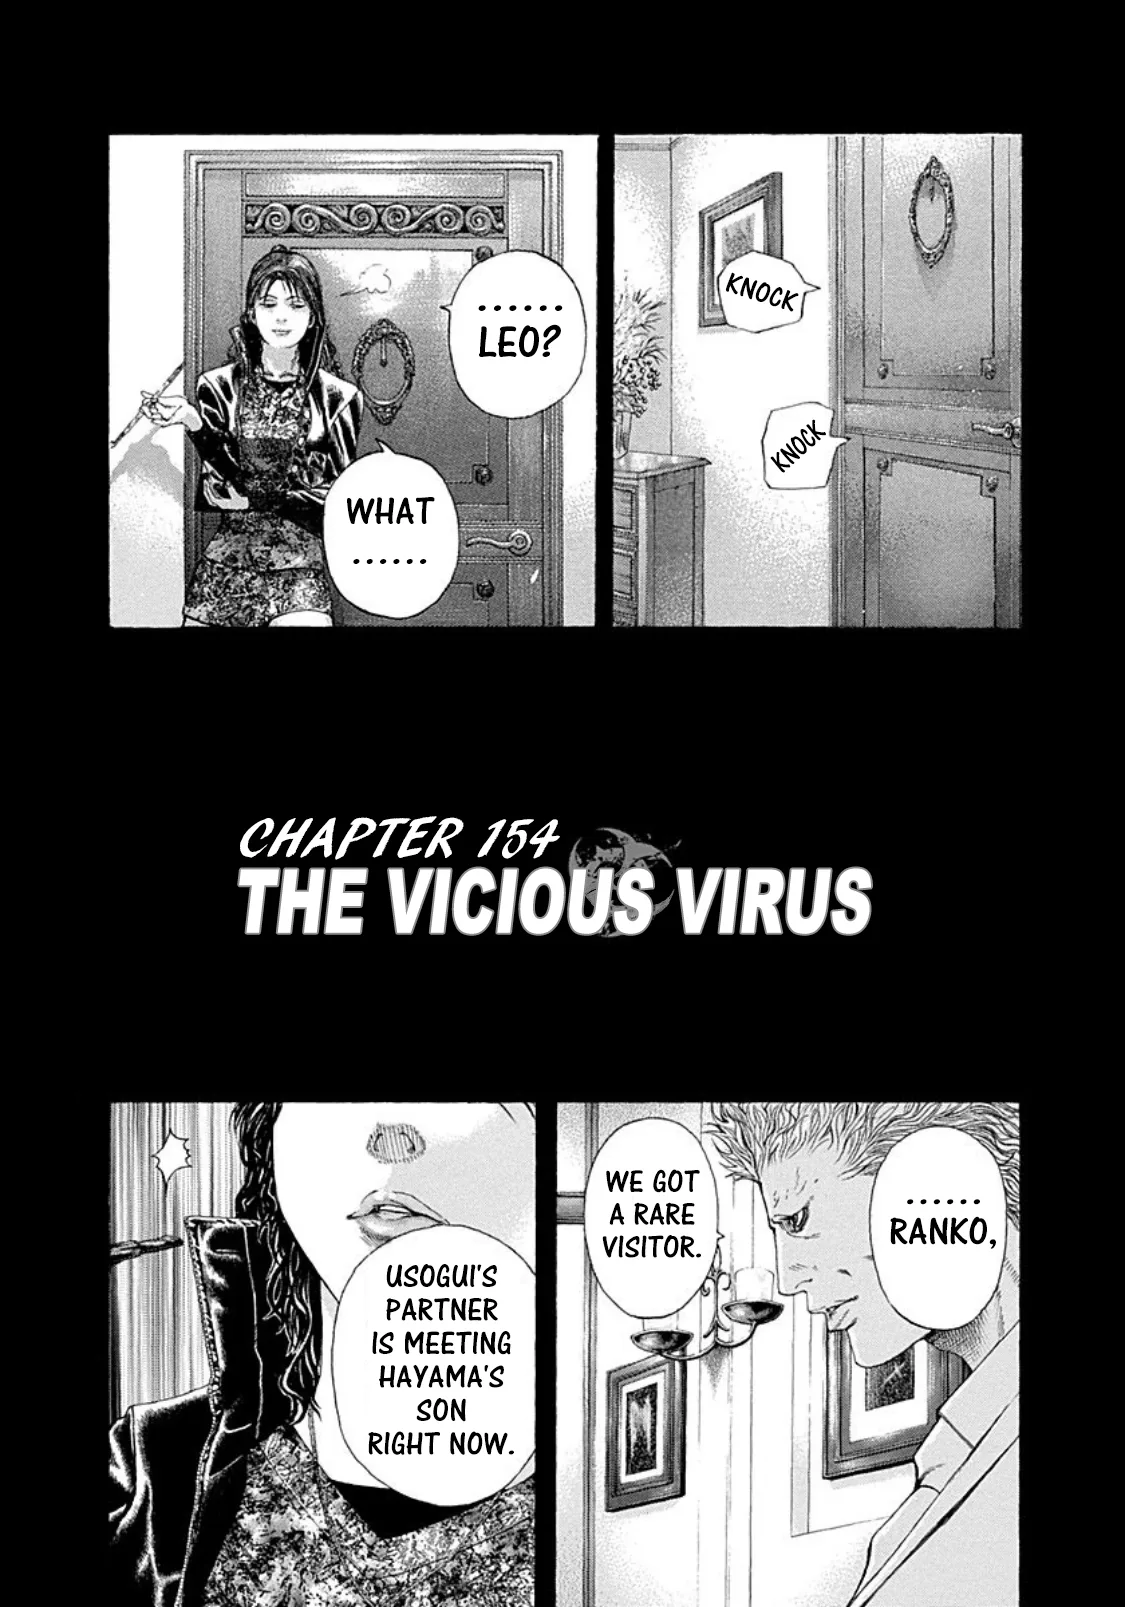 KNOCK
KNOCK
......
LEO?
WHAT
......
CHAPTER 154
THE VICIOUS VIRUS
......
RANKO,
WE GOT
A RARE
VISITOR.
USOGUI'S
PARTNER
IS MEETING
HAYAMA'S
SON
RIGHT NOW.